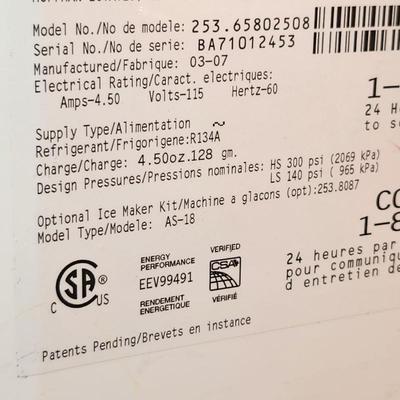 Model No./No de modele: 253.65802508
Serial No./No de serie: BA71012453
Manufactured/Fabrique: 03-07
Electrical Rating/Caract. electriques:
Amps-4.50 Volts-115 Hertz-60
1-
24 H
to s
Supply Type/Alimentation ~
Refrigerant/Frigorigene:R134A
Charge/Charge: 4.50oz.128 gm.
Design Pressures/Pressions nominales: HS 300 psi (2069 kPa)
LS 140 psi ( 965 kPa)
Optional Ice Maker Kit/Machine a glacons (opt):253.8087
Model Type/Modele: AS-18
CO
1-8
24 heures par
pour communiqu
d entretien de
C SA ® US
ENERGY
PERFORMANCE
EEV99491
RENDEMENT
ENERGETIQUE
VERIFIED
CSA
VÉRIFIÉ
Patents Pending/Brevets en instance